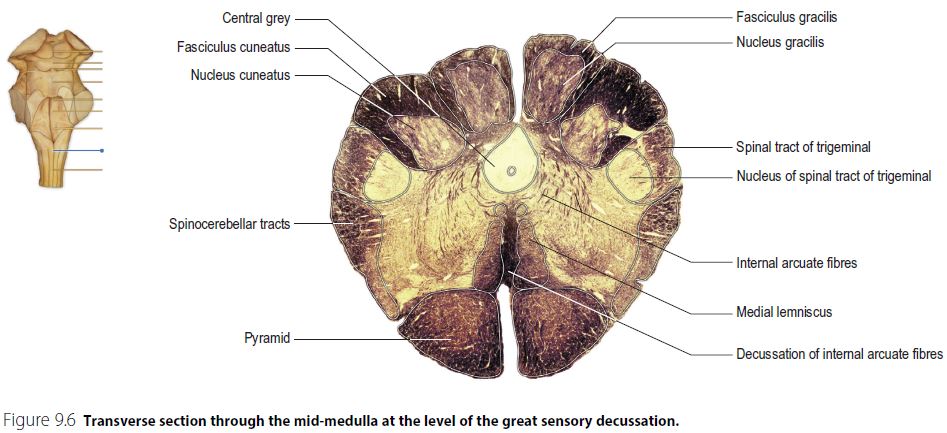 Central grey
Fasciculus cuneatus
Nucleus cuneatus
Spinocerebellar tracts
Pyramid
Fasciculus gracilis
Nucleus gracilis
Spinal tract of trigeminal
Nucleus of spinal tract of trigeminal
Internal arcuate fibres
Medial lemniscus
Decussation of internal arcuate fibres
Figure 9.6 Transverse section through the mid-medulla at the level of the great sensory decussation.